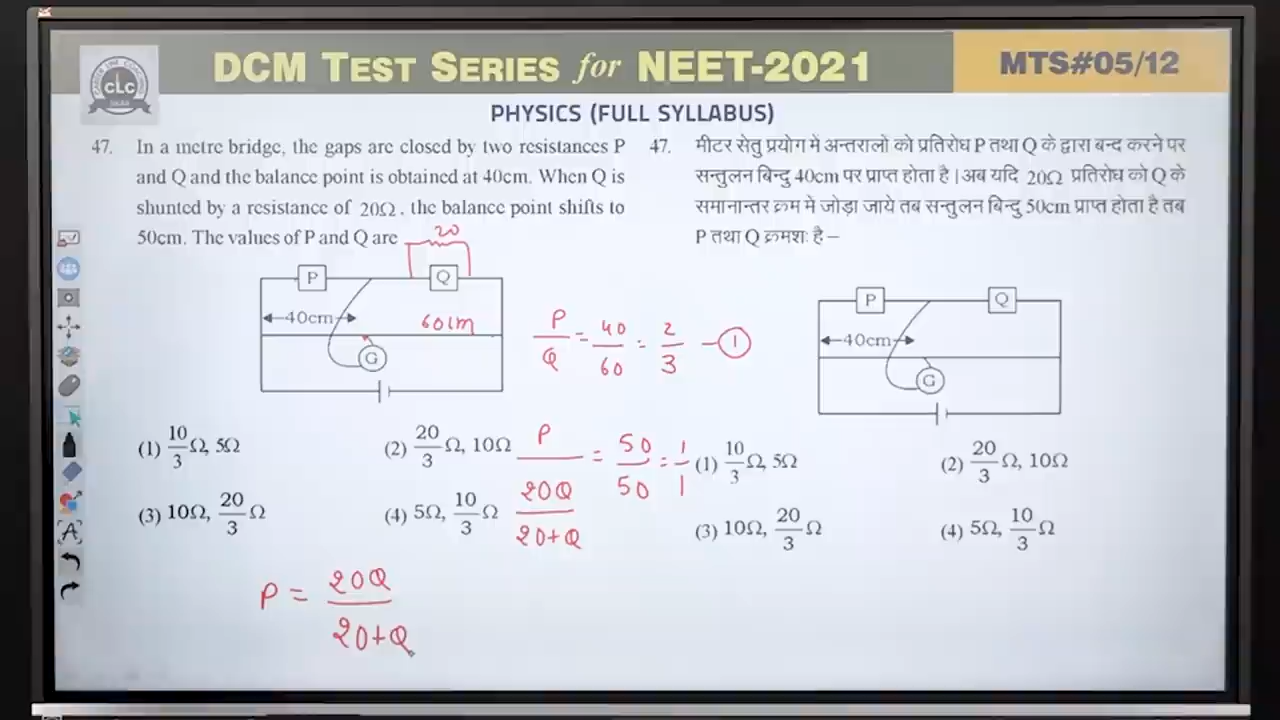 DCM TEST SERIES for NEET-2021
MTS#05/12
CLC
PHYSICS (FULL SYLLABUS)
47. In a metre bridge, the gaps are closed by two resistances P
and Q and the balance point is obtained at 40cm. When Q is
shunted by a resistance of 20Ω, the balance point shifts to
50cm. The values of P and Q are
20
P
Q
40cm
60cm
G
P/Q = 40/60 = 2/3 — ①
(1) 10/3 Ω, 5Ω
(2) 20/3 Ω, 10Ω
(3) 10Ω, 20/3 Ω
(4) 5Ω, 10/3 Ω
P/(20Q/20+Q) = 50/50 = 1/1
P = 20Q/20+Q
47. मीटर सेतु प्रयोग में अन्तरालो को प्रतिरोध P तथा Q के द्वारा बन्द करने पर
सन्तुलन बिन्दु 40cm पर प्राप्त होता है। अब यदि 20Ω प्रतिरोध को Q के
समानान्तर क्रम में जोड़ा जाये तब सन्तुलन बिन्दु 50cm प्राप्त होता है तब
P तथा Q क्रमशः है –
P
Q
40cm
G
(1) 10/3 Ω, 5Ω
(2) 20/3 Ω, 10Ω
(3) 10Ω, 20/3 Ω
(4) 5Ω, 10/3 Ω